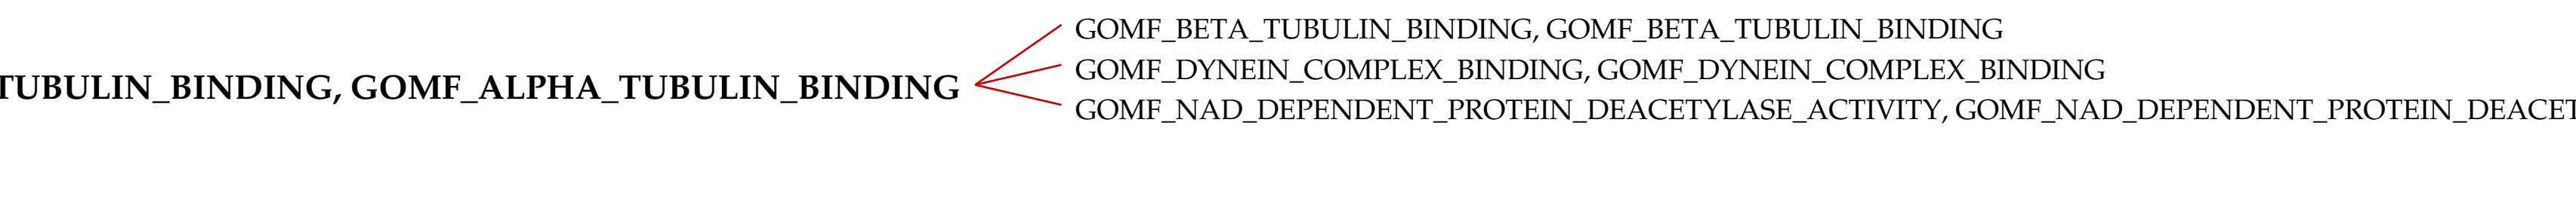 GOMF_BETA_TUBULIN_BINDING, GOMF_BETA_TUBULIN_BINDING
TUBULIN_BINDING, GOMF_ALPHA_TUBULIN_BINDING
GOMF_DYNEIN_COMPLEX_BINDING, GOMF_DYNEIN_COMPLEX_BINDING
GOMF_NAD_DEPENDENT_PROTEIN_DEACETYLASE_ACTIVITY, GOMF_NAD_DEPENDENT_PROTEIN_DEACET